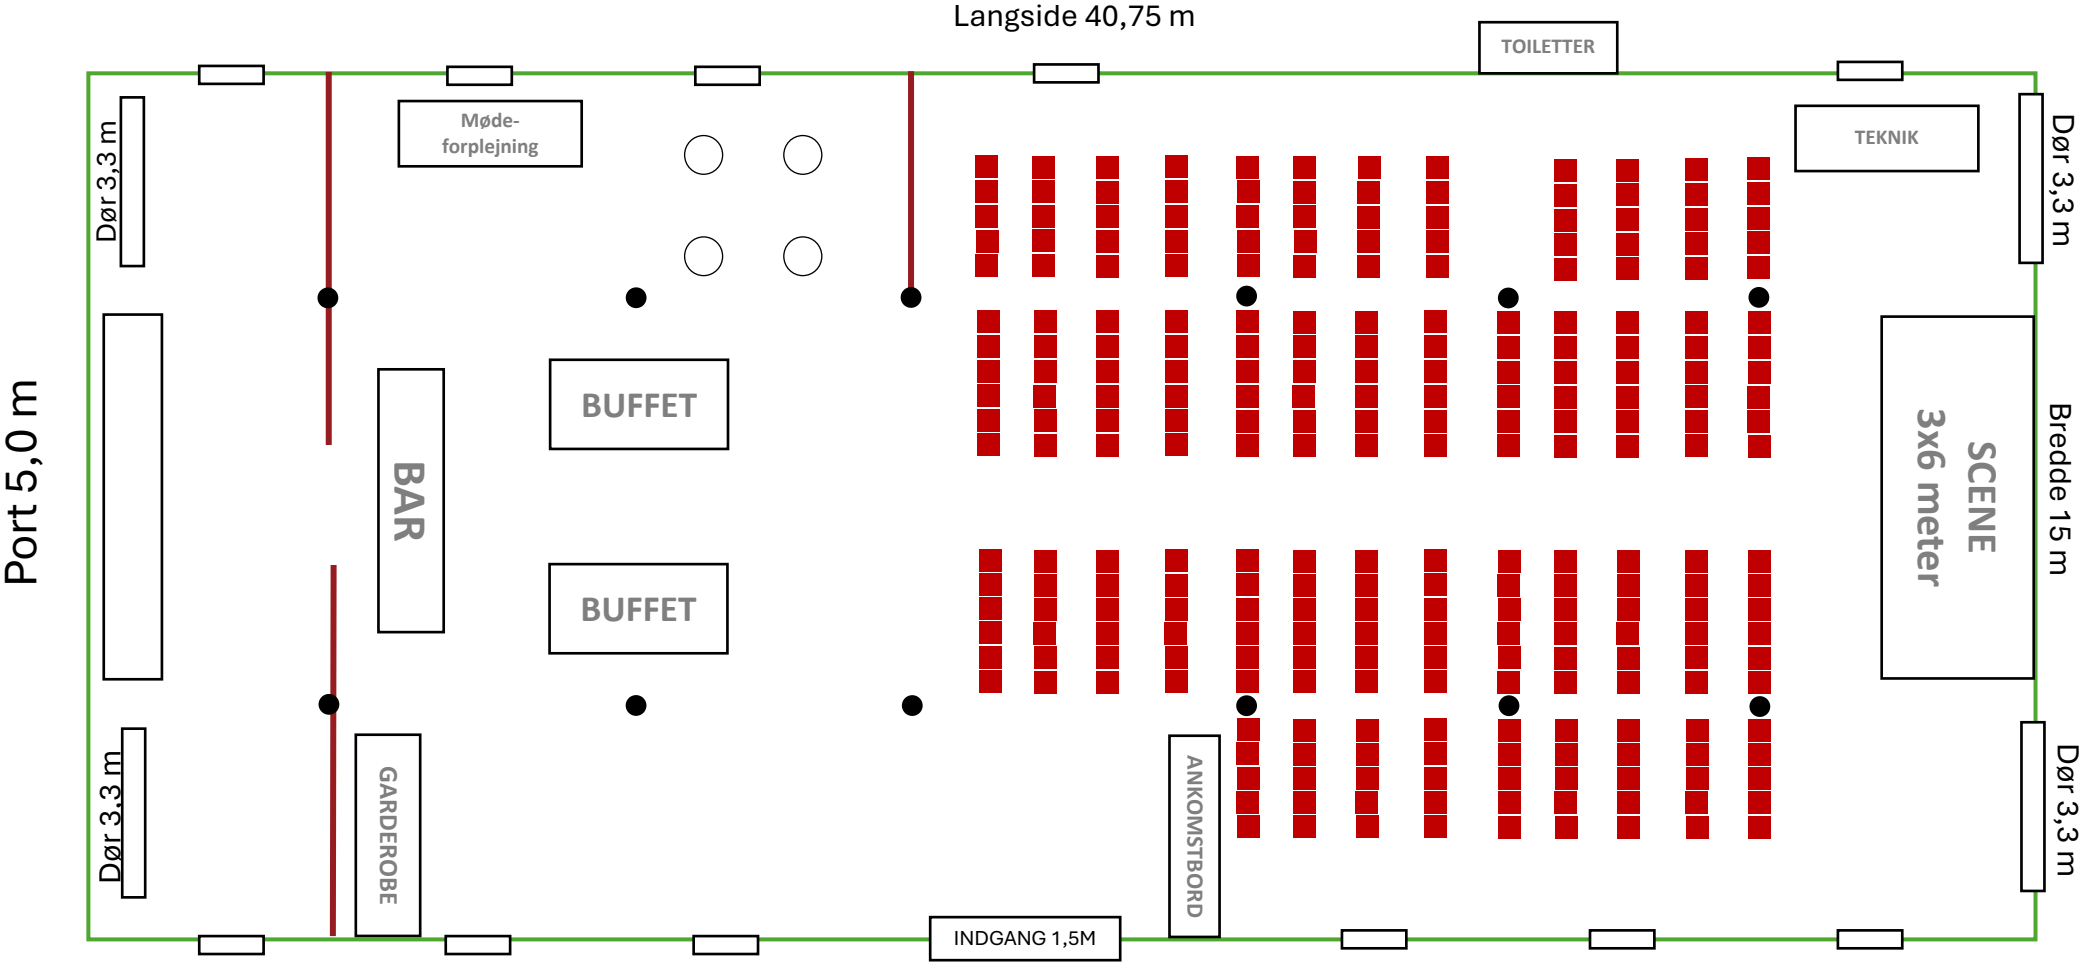 Langside 40,75 m
TOILETTER
Møde-
forplejning
TEKNIK
Dør 3,3 m
Dør 3,3 m
Port 5,0 m
BAR
BUFFET
BUFFET
SCENE
3x6 meter
Bredde 15 m
Dør 3.3 m
GARDEROBE
ANKOMSTBORD
Dør 3,3 m
INDGANG 1,5M